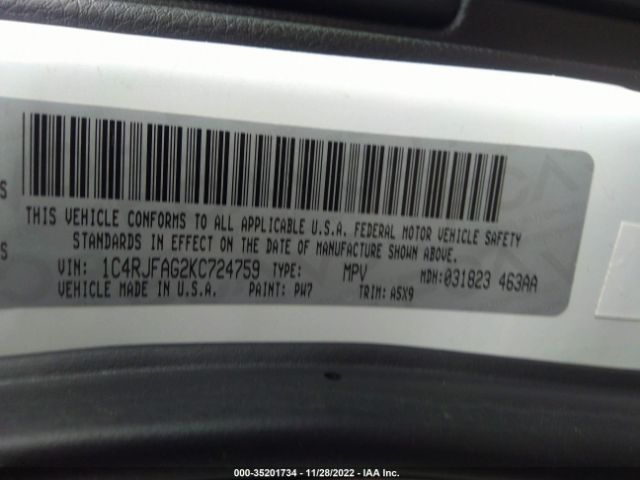 S
THIS VEHICLE CONFORMS TO ALL APPLICABLE U.S.A. FEDERAL MOTOR VEHICLE SAFETY
S
STANDARDS IN EFFECT ON THE DATE OF MANUFACTURE SHOWN ABOVE.
VIN: 1C4RJFAG2KC724759 TYPE: MPV MDH:031823 463AA
VEHICLE MADE IN U.S.A. PAINT: PW7 TRIM: A5X9
000-35201734 - 11/28/2022 - IAA